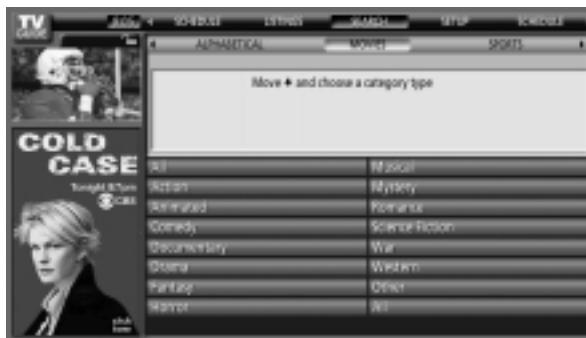 TV
GUIDE
SCHEDULE LISTINGS SEARCH SETUP SCHEDULE
ALPHABETICAL MOVIES SPORTS
Move and choose a category type
COLD
CASE
Tonight 8/7pm
CBS
All Musical
Action Mystery
Animated Romance
Comedy Science Fiction
Documentary War
Drama Western
Fantasy Other
Horror All
click
here